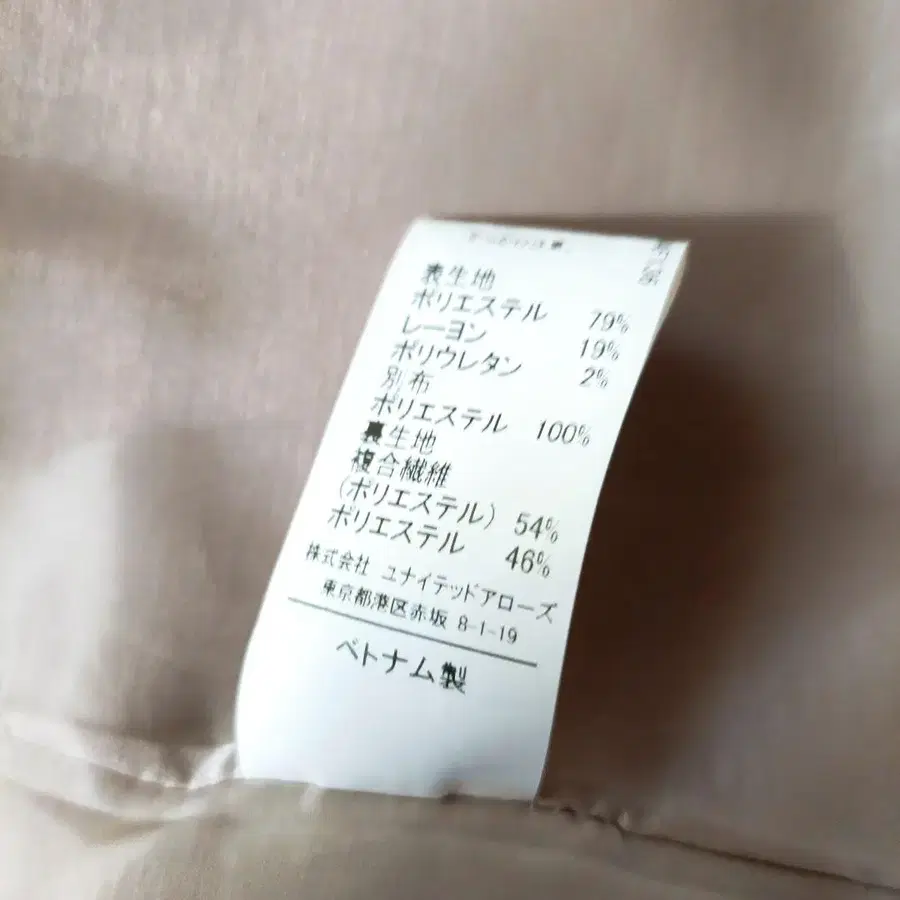 表生地
ポリエステル 79%
レーヨン 19%
ポリウレタン 2%
別布
ポリエステル 100%
裏生地
複合繊維
(ポリエステル) 54%
ポリエステル 46%
株式会社 ユナイテッドアローズ
東京都港区赤坂 8-1-19
ベトナム製